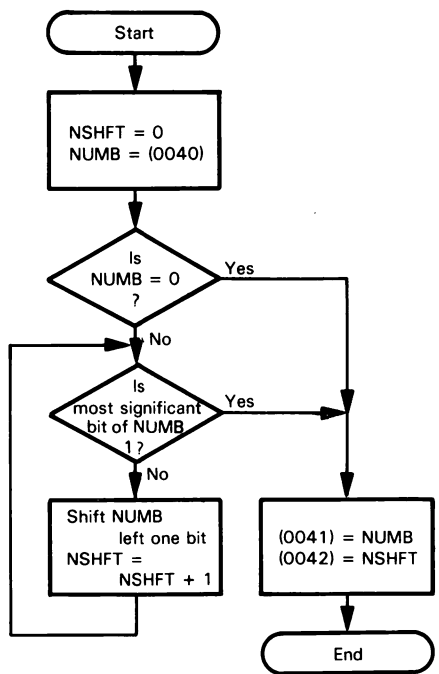 Start
NSHFT = 0
NUMB = (0040)
Is
NUMB = 0
?
Yes
No
Is
most significant
bit of NUMB
1?
Yes
No
Shift NUMB
left one bit
NSHFT =
NSHFT + 1
(0041) = NUMB
(0042) = NSHFT
End